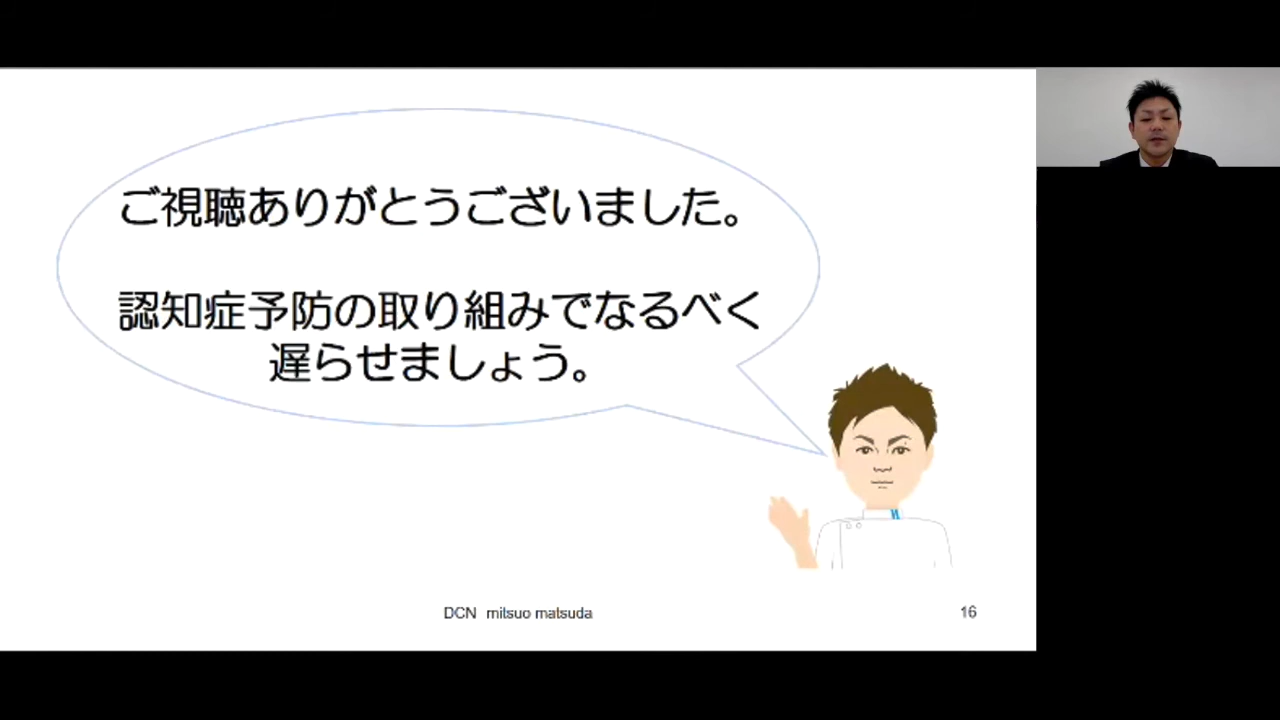 ご視聴ありがとうございました。
認知症予防の取り組みでなるべく
遅らせましょう。
DCN mitsuo matsuda
16